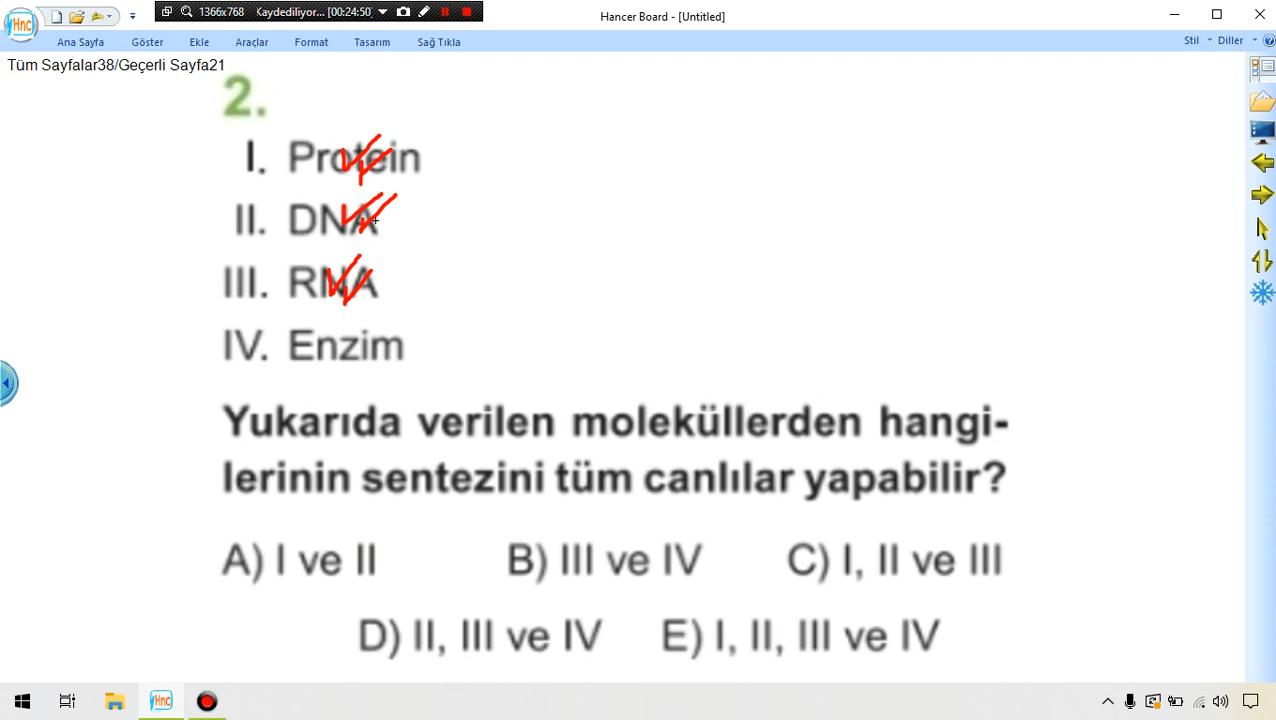 1366x768 Kaydediliyor... [00:24:50]
Hancer Board - [Untitled]
Hnc
Ana Sayfa Göster Ekle Araçlar Format Tasarım Sağ Tıkla Stil Diller
Tüm Sayfalar38/Geçerli Sayfa21
2.
I. Protein
II. DNA
III. RNA
IV. Enzim
Yukarıda verilen moleküllerden hangi-
lerinin sentezini tüm canlılar yapabilir?
A) I ve II B) III ve IV C) I, II ve III
D) II, III ve IV E) I, II, III ve IV
Hnc